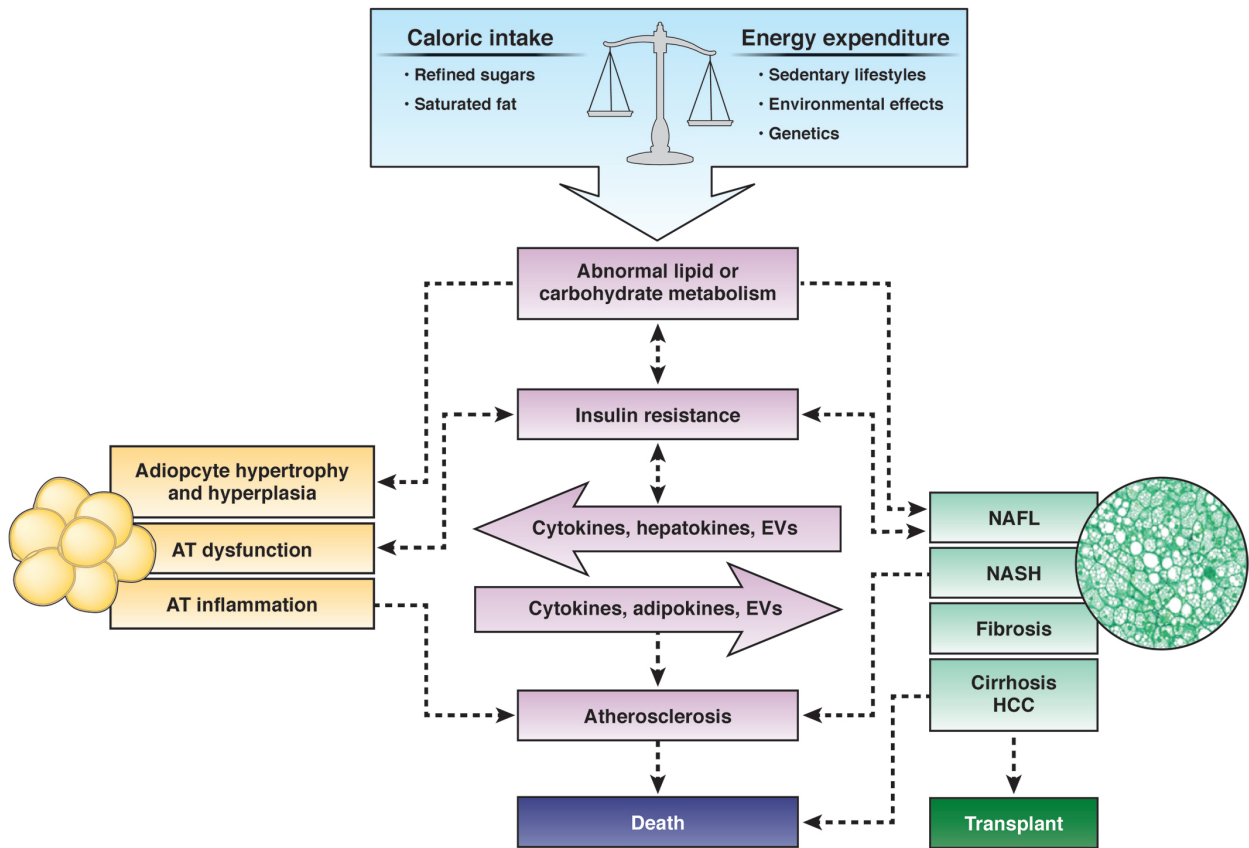 Caloric intake
• Refined sugars
• Saturated fat
Energy expenditure
• Sedentary lifestyles
• Environmental effects
• Genetics
Abnormal lipid or
carbohydrate metabolism
Insulin resistance
Adiopcyte hypertrophy
and hyperplasia
AT dysfunction
AT inflammation
Cytokines, hepatokines, EVs
Cytokines, adipokines, EVs
NAFL
NASH
Fibrosis
Cirrhosis
HCC
Atherosclerosis
Death
Transplant